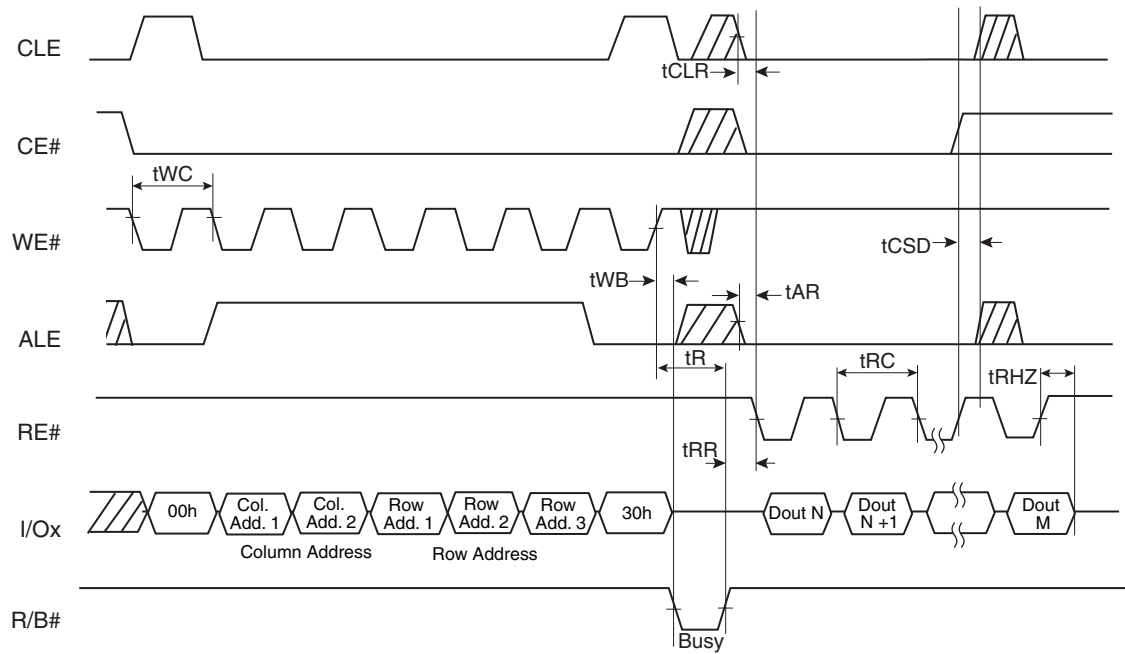 CLE
tCLR
CE#
tWC
WE#
tCSD
tWB
tAR
ALE
tR
tRC
tRHZ
RE#
tRR
I/Ox
00h
Col.
Add. 1
Col.
Add. 2
Row
Add. 1
Row
Add. 2
Row
Add. 3
30h
Dout N
Dout
N +1
Dout
M
Column Address
Row Address
R/B#
Busy